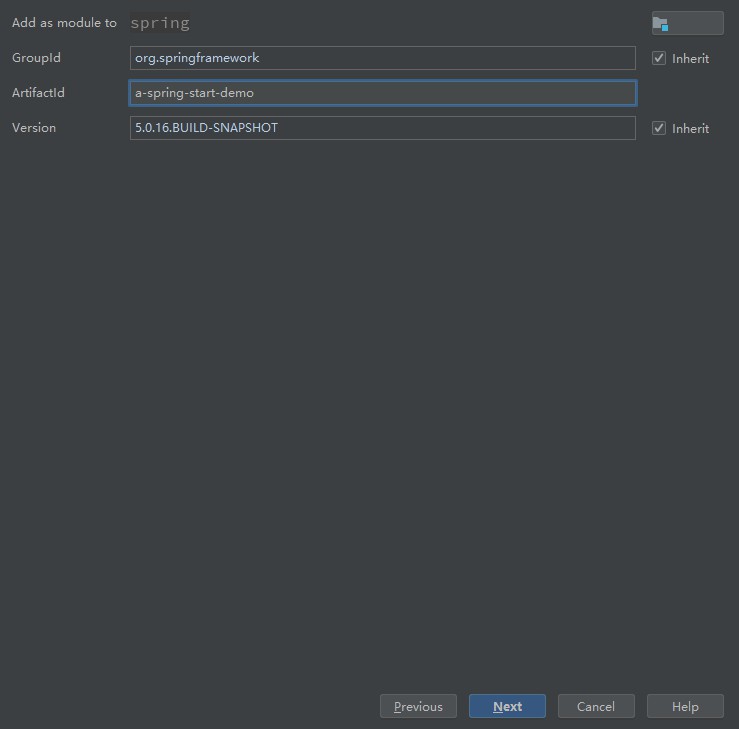 Add as module to spring
GroupId org.springframework Inherit
ArtifactId a-spring-start-demo
Version 5.0.16.BUILD-SNAPSHOT Inherit
Previous Next Cancel Help